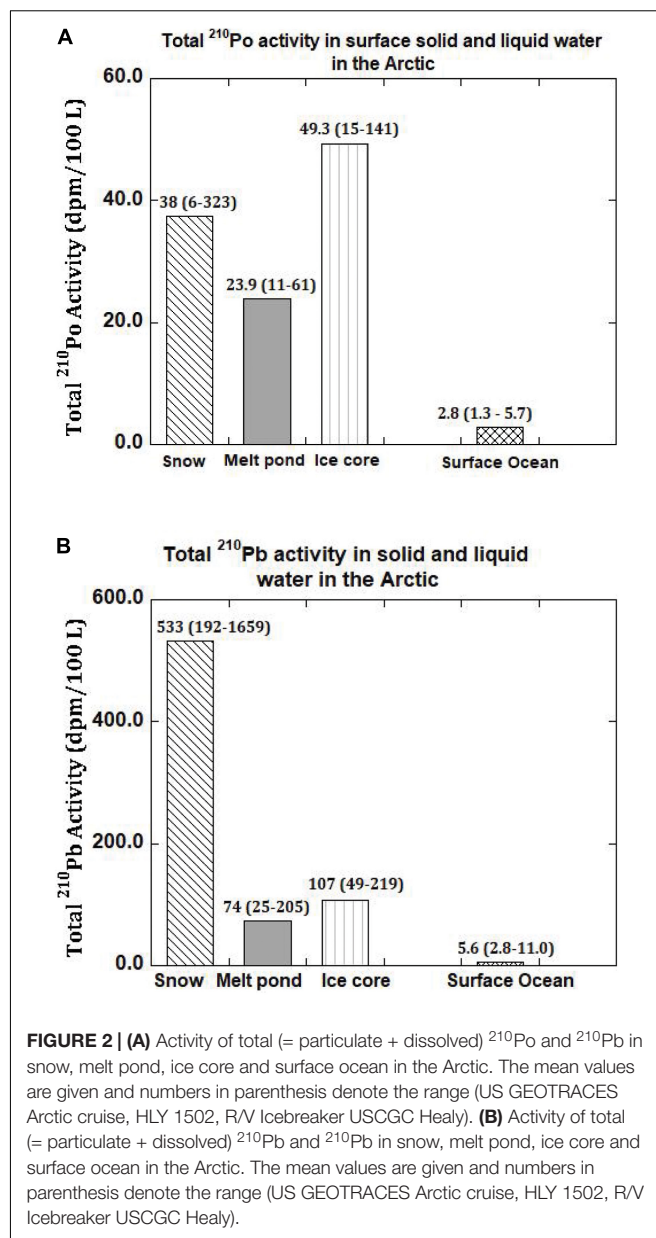 A
Total ²¹⁰Po activity in surface solid and liquid water
in the Arctic
Total ²¹⁰Po Activity (dpm/100 L)
60.0
40.0
20.0
0.0
38 (6-323)
23.9 (11-61)
49.3 (15-141)
2.8 (1.3 - 5.7)
Snow
Melt pond
Ice core
Surface Ocean
B
Total ²¹⁰Pb activity in solid and liquid
water in the Arctic
Total ²¹⁰Pb Activity (dpm/100 L)
600.0
400.0
200.0
0.0
533 (192-1659)
74 (25-205)
107 (49-219)
5.6 (2.8-11.0)
Snow
Melt pond
Ice core
Surface Ocean
FIGURE 2 | (A) Activity of total (= particulate + dissolved) ²¹⁰Po and ²¹⁰Pb in
snow, melt pond, ice core and surface ocean in the Arctic. The mean values
are given and numbers in parenthesis denote the range (US GEOTRACES
Arctic cruise, HLY 1502, R/V Icebreaker USCGC Healy). (B) Activity of total
(= particulate + dissolved) ²¹⁰Pb and ²¹⁰Pb in snow, melt pond, ice core and
surface ocean in the Arctic. The mean values are given and numbers in
parenthesis denote the range (US GEOTRACES Arctic cruise, HLY 1502, R/V
Icebreaker USCGC Healy).